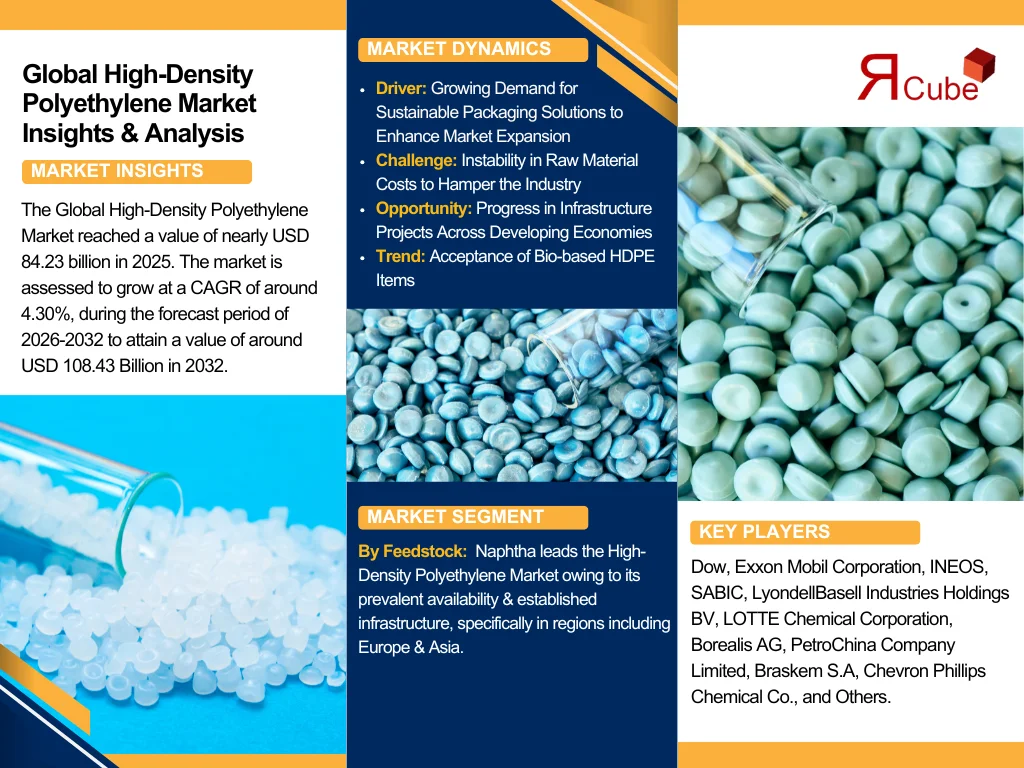 Global High-Density
Polyethylene Market
Insights & Analysis
MARKET INSIGHTS
The Global High-Density Polyethylene
Market reached a value of nearly USD
84.23 billion in 2025. The market is
assessed to grow at a CAGR of around
4.30%, during the forecast period of
2026-2032 to attain a value of around
USD 108.43 Billion in 2032.
MARKET DYNAMICS
• Driver: Growing Demand for
Sustainable Packaging Solutions to
Enhance Market Expansion
• Challenge: Instability in Raw Material
Costs to Hamper the Industry
• Opportunity: Progress in Infrastructure
Projects Across Developing Economies
• Trend: Acceptance of Bio-based HDPE
Items
MARKET SEGMENT
By Feedstock: Naphtha leads the High-
Density Polyethylene Market owing to its
prevalent availability & established
infrastructure, specifically in regions including
Europe & Asia.
ЯCube
KEY PLAYERS
Dow, Exxon Mobil Corporation, INEOS,
SABIC, LyondellBasell Industries Holdings
BV, LOTTE Chemical Corporation,
Borealis AG, PetroChina Company
Limited, Braskem S.A, Chevron Phillips
Chemical Co., and Others.